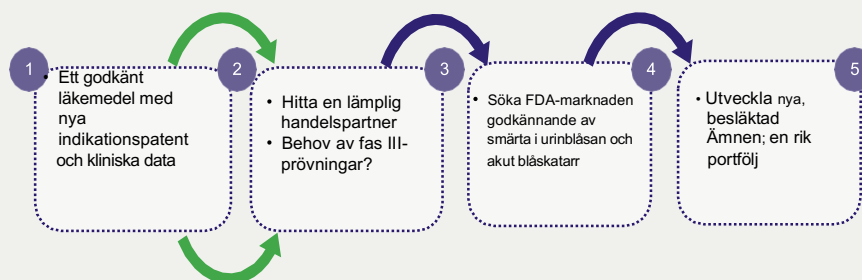 1
• Ett godkänt
läkemedel med
nya
indikationspatent
och kliniska data
2
• Hitta en lämplig
handelspartner
• Behov av fas III-
prövningar?
3
• Söka FDA-marknaden
godkännande av
smärta i urinblåsan och
akut blåskatarr
4
• Utveckla nya,
besläktad
Ämnen; en rik
portfölj
5